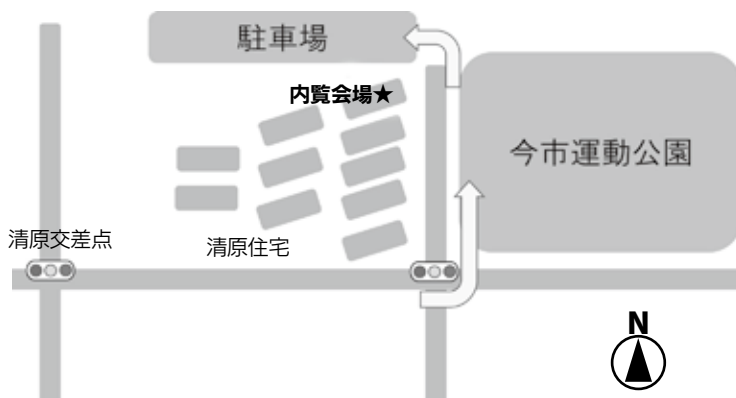 駐車場
内覧会場★
今市運動公園
清原交差点
清原住宅
N